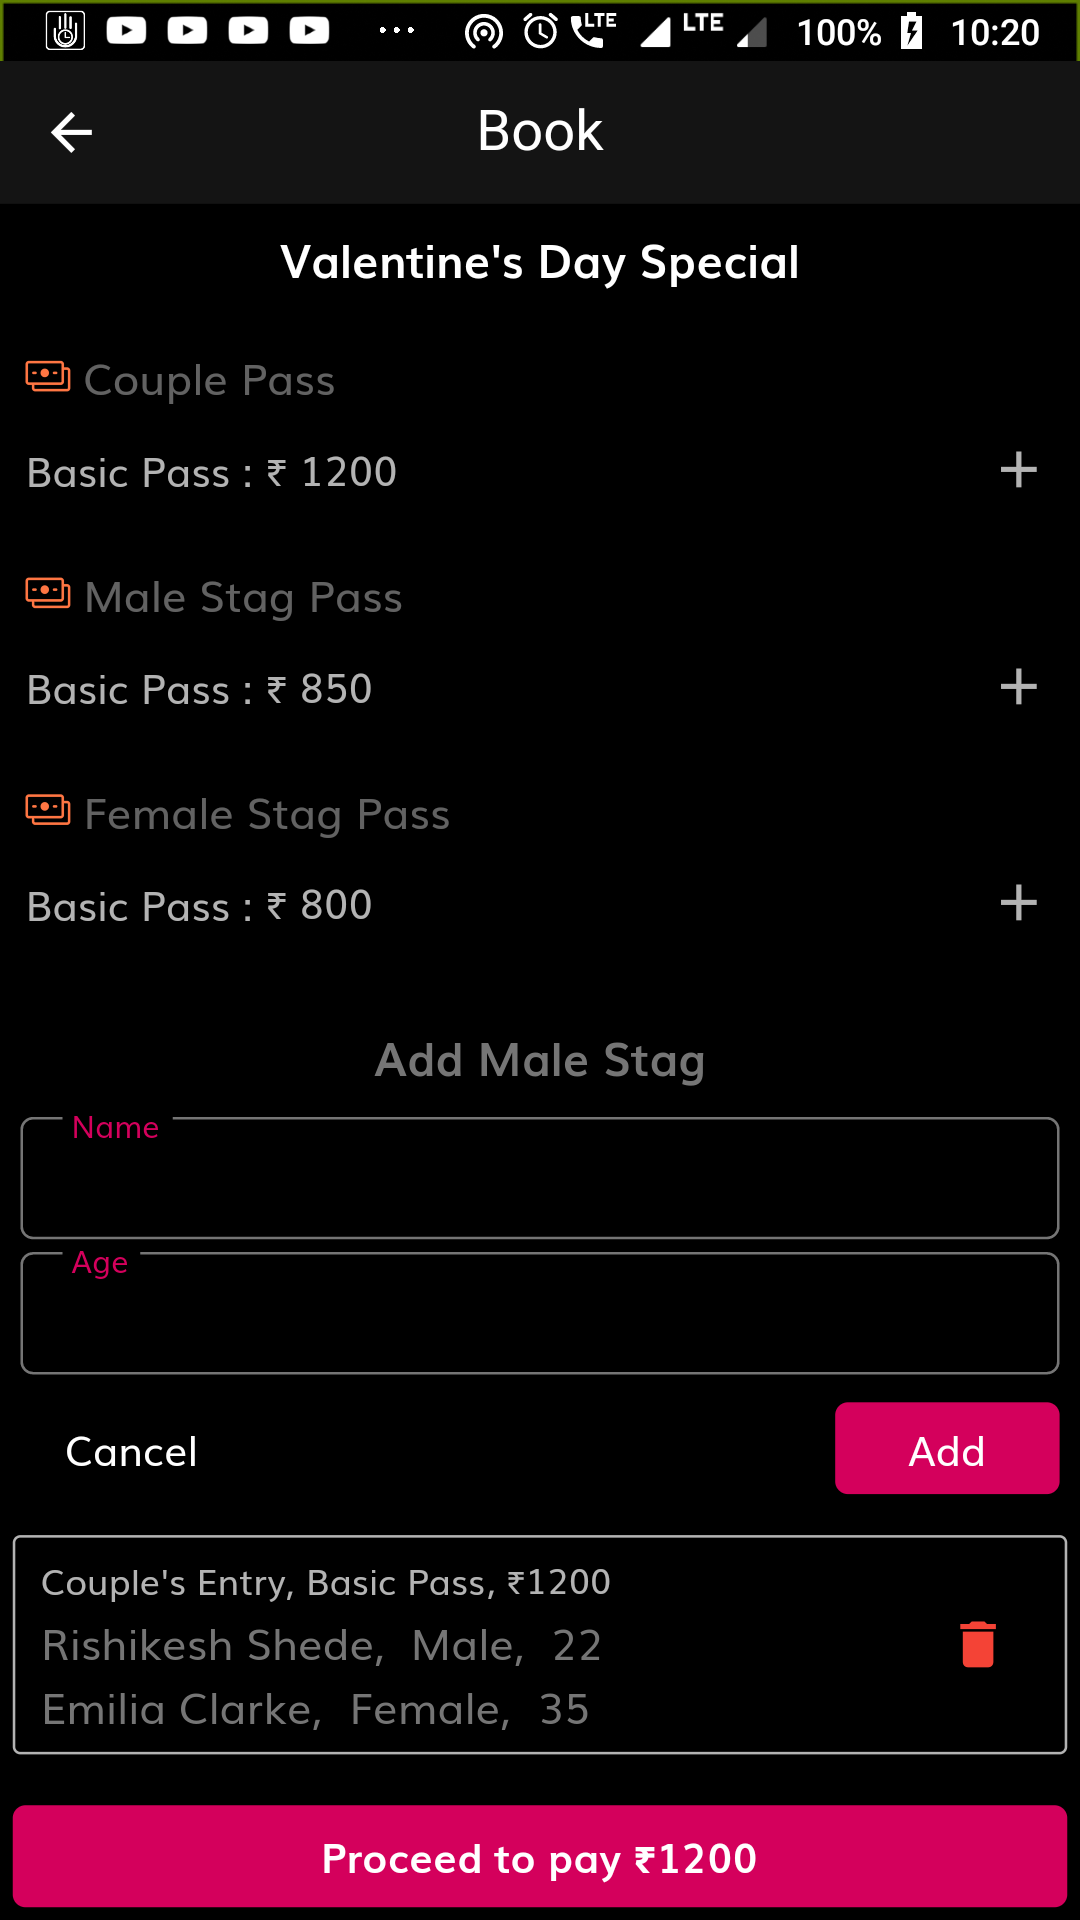 LTE LTE 100% 10:20
Book
Valentine's Day Special
Couple Pass
Basic Pass : ₹ 1200
Male Stag Pass
Basic Pass : ₹ 850
Female Stag Pass
Basic Pass : ₹ 800
Add Male Stag
Name
Age
Cancel Add
Couple's Entry, Basic Pass, ₹1200
Rishikesh Shede, Male, 22
Emilia Clarke, Female, 35
Proceed to pay ₹1200